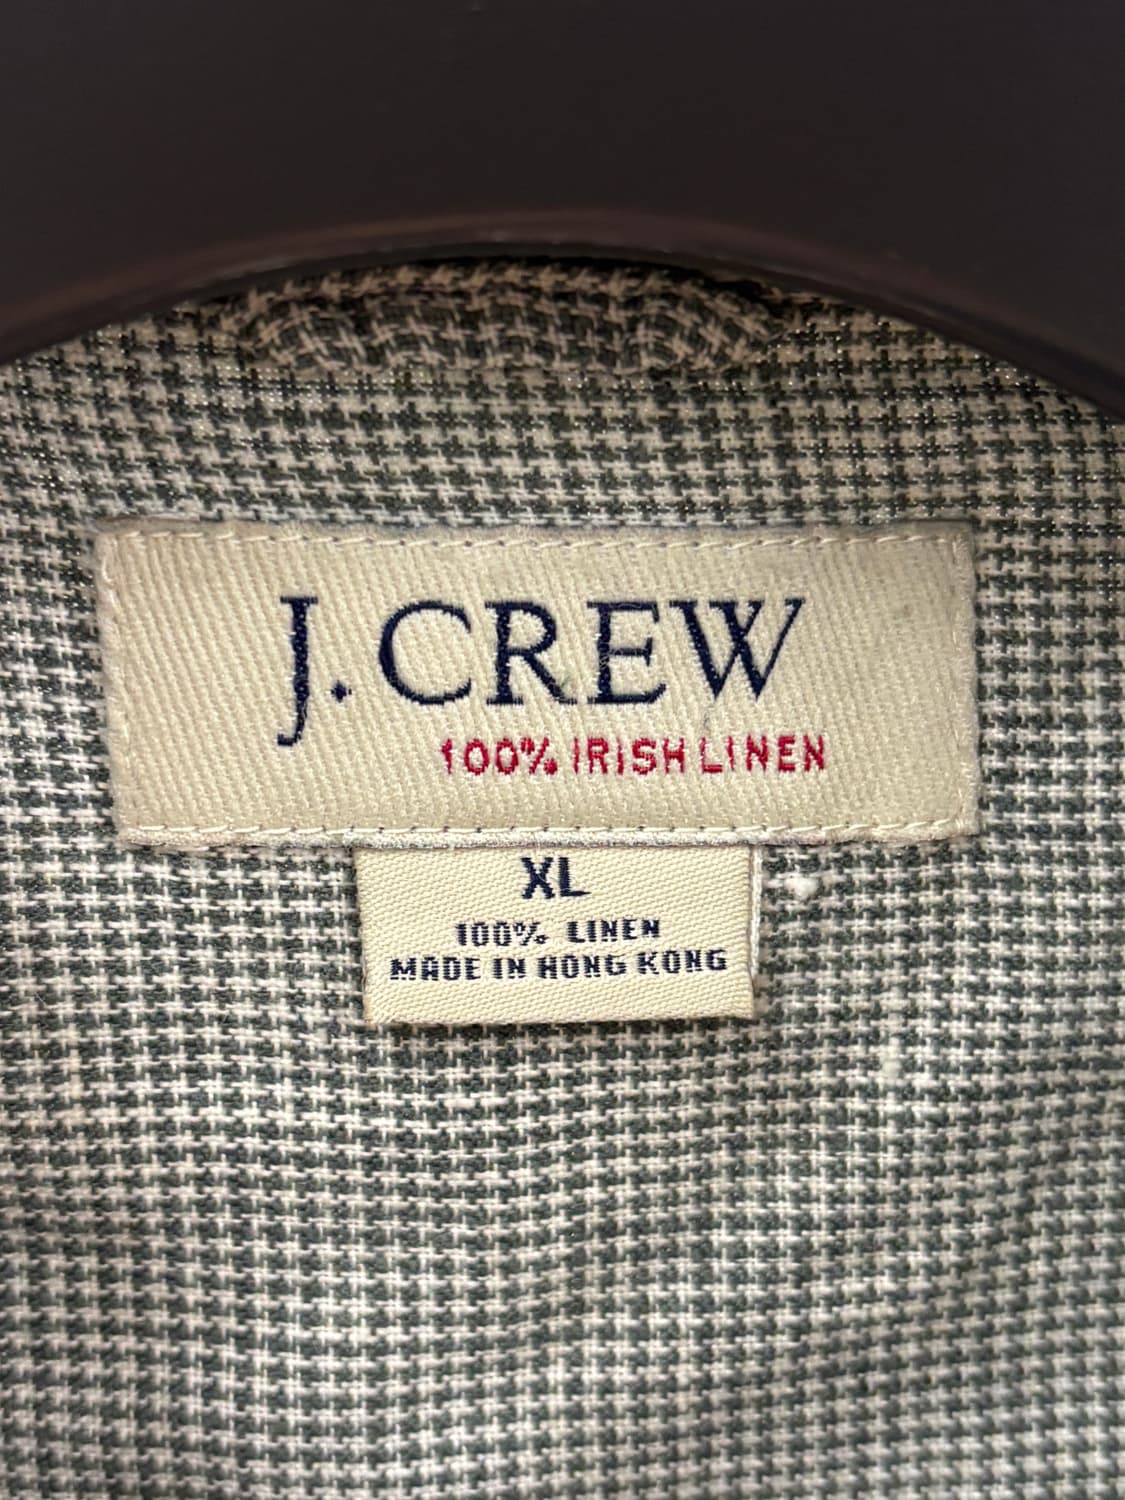 J. CREW
100% IRISH LINEN
XL
100% LINEN
MADE IN HONG KONG